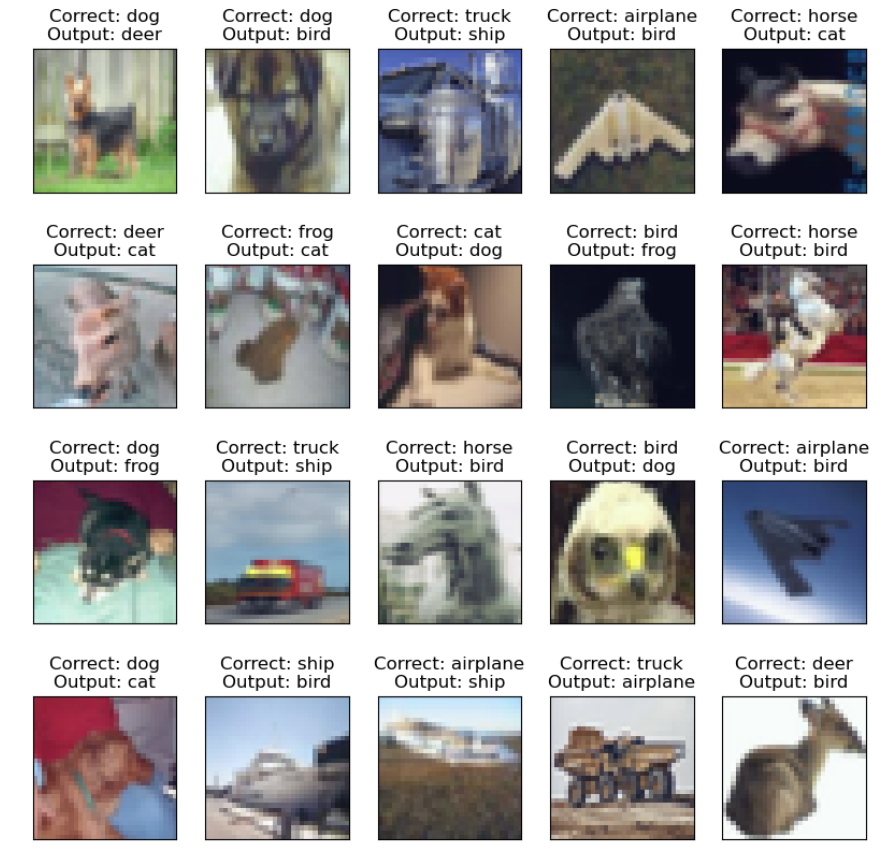 Correct: dog
Output: deer
Correct: dog
Output: bird
Correct: truck
Output: ship
Correct: airplane
Output: bird
Correct: horse
Output: cat
Correct: deer
Output: cat
Correct: frog
Output: cat
Correct: cat
Output: dog
Correct: bird
Output: frog
Correct: horse
Output: bird
Correct: dog
Output: frog
Correct: truck
Output: ship
Correct: horse
Output: bird
Correct: bird
Output: dog
Correct: airplane
Output: bird
Correct: dog
Output: cat
Correct: ship
Output: bird
Correct: airplane
Output: ship
Correct: truck
Output: airplane
Correct: deer
Output: bird